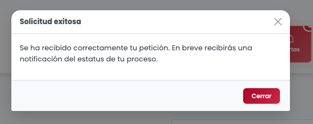 Solicitud exitosa
Se ha recibido correctamente tu petición. En breve recibirás una
notificación del estatus de tu proceso.
Cerrar